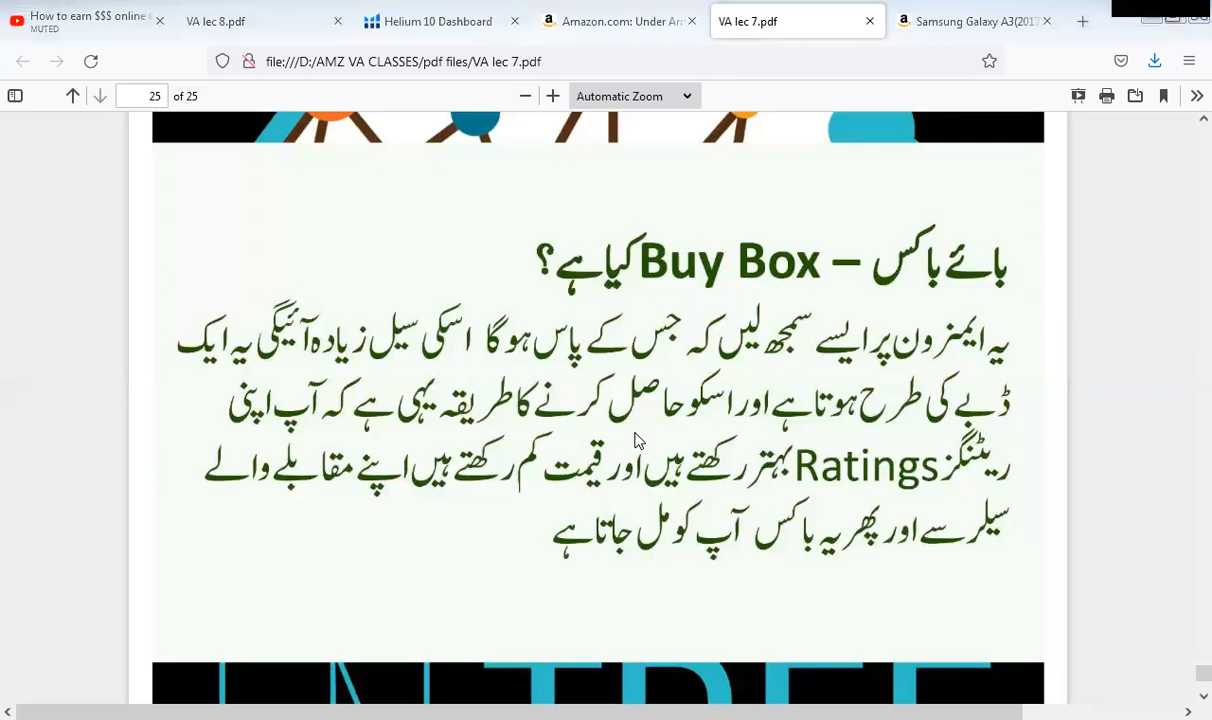 How to earn $$$ online
MUTED
VA lec 8.pdf
Helium 10 Dashboard
Amazon.com: Under Ar
VA lec 7.pdf
Samsung Galaxy A3(2017
file:///D:/AMZ VA CLASSES/pdf files/VA lec 7.pdf
25 of 25
Automatic Zoom
بائے باکس – Buy Box کیا ہے؟
یہ ایمزون پر ایسے سمجھ لیں کہ جس کے پاس ہوگا اسکی سیل زیادہ آئیگی یہ ایک
ڈبے کی طرح ہوتا ہے اور اسکو حاصل کرنے کا طریقہ یہی ہے کہ آپ اپنی
ریٹنگز Ratings بہتر رکھتے ہیں اور قیمت کم رکھتے ہیں اپنے مقابلے والے
سیلر سے اور پھر یہ باکس آپ کو مل جاتا ہے